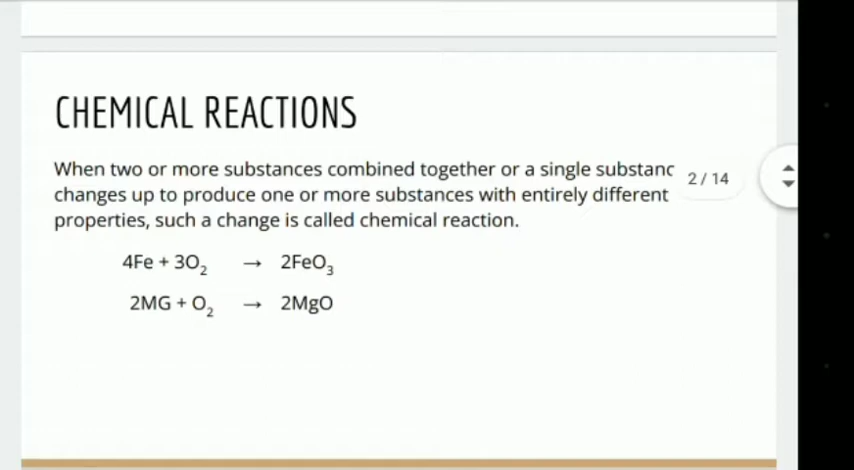 CHEMICAL REACTIONS
When two or more substances combined together or a single substanc
2 / 14
changes up to produce one or more substances with entirely different
properties, such a change is called chemical reaction.
4Fe + 3O₂ → 2FeO₃
2MG + O₂ → 2MgO